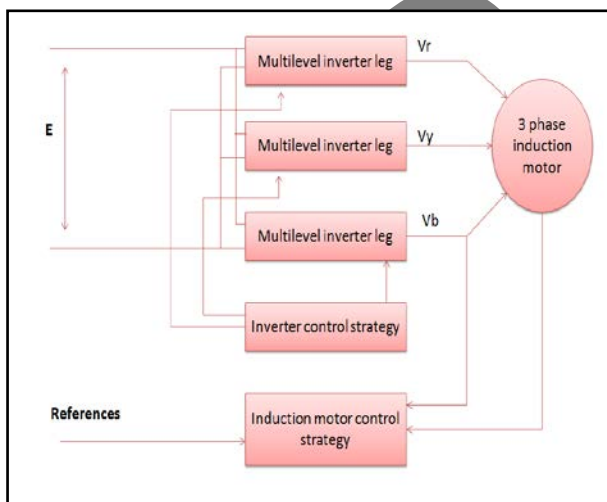 Multilevel inverter leg
Vr
E
Multilevel inverter leg
Vy
3 phase
induction
motor
Multilevel inverter leg
Vb
Inverter control strategy
References
Induction motor control
strategy